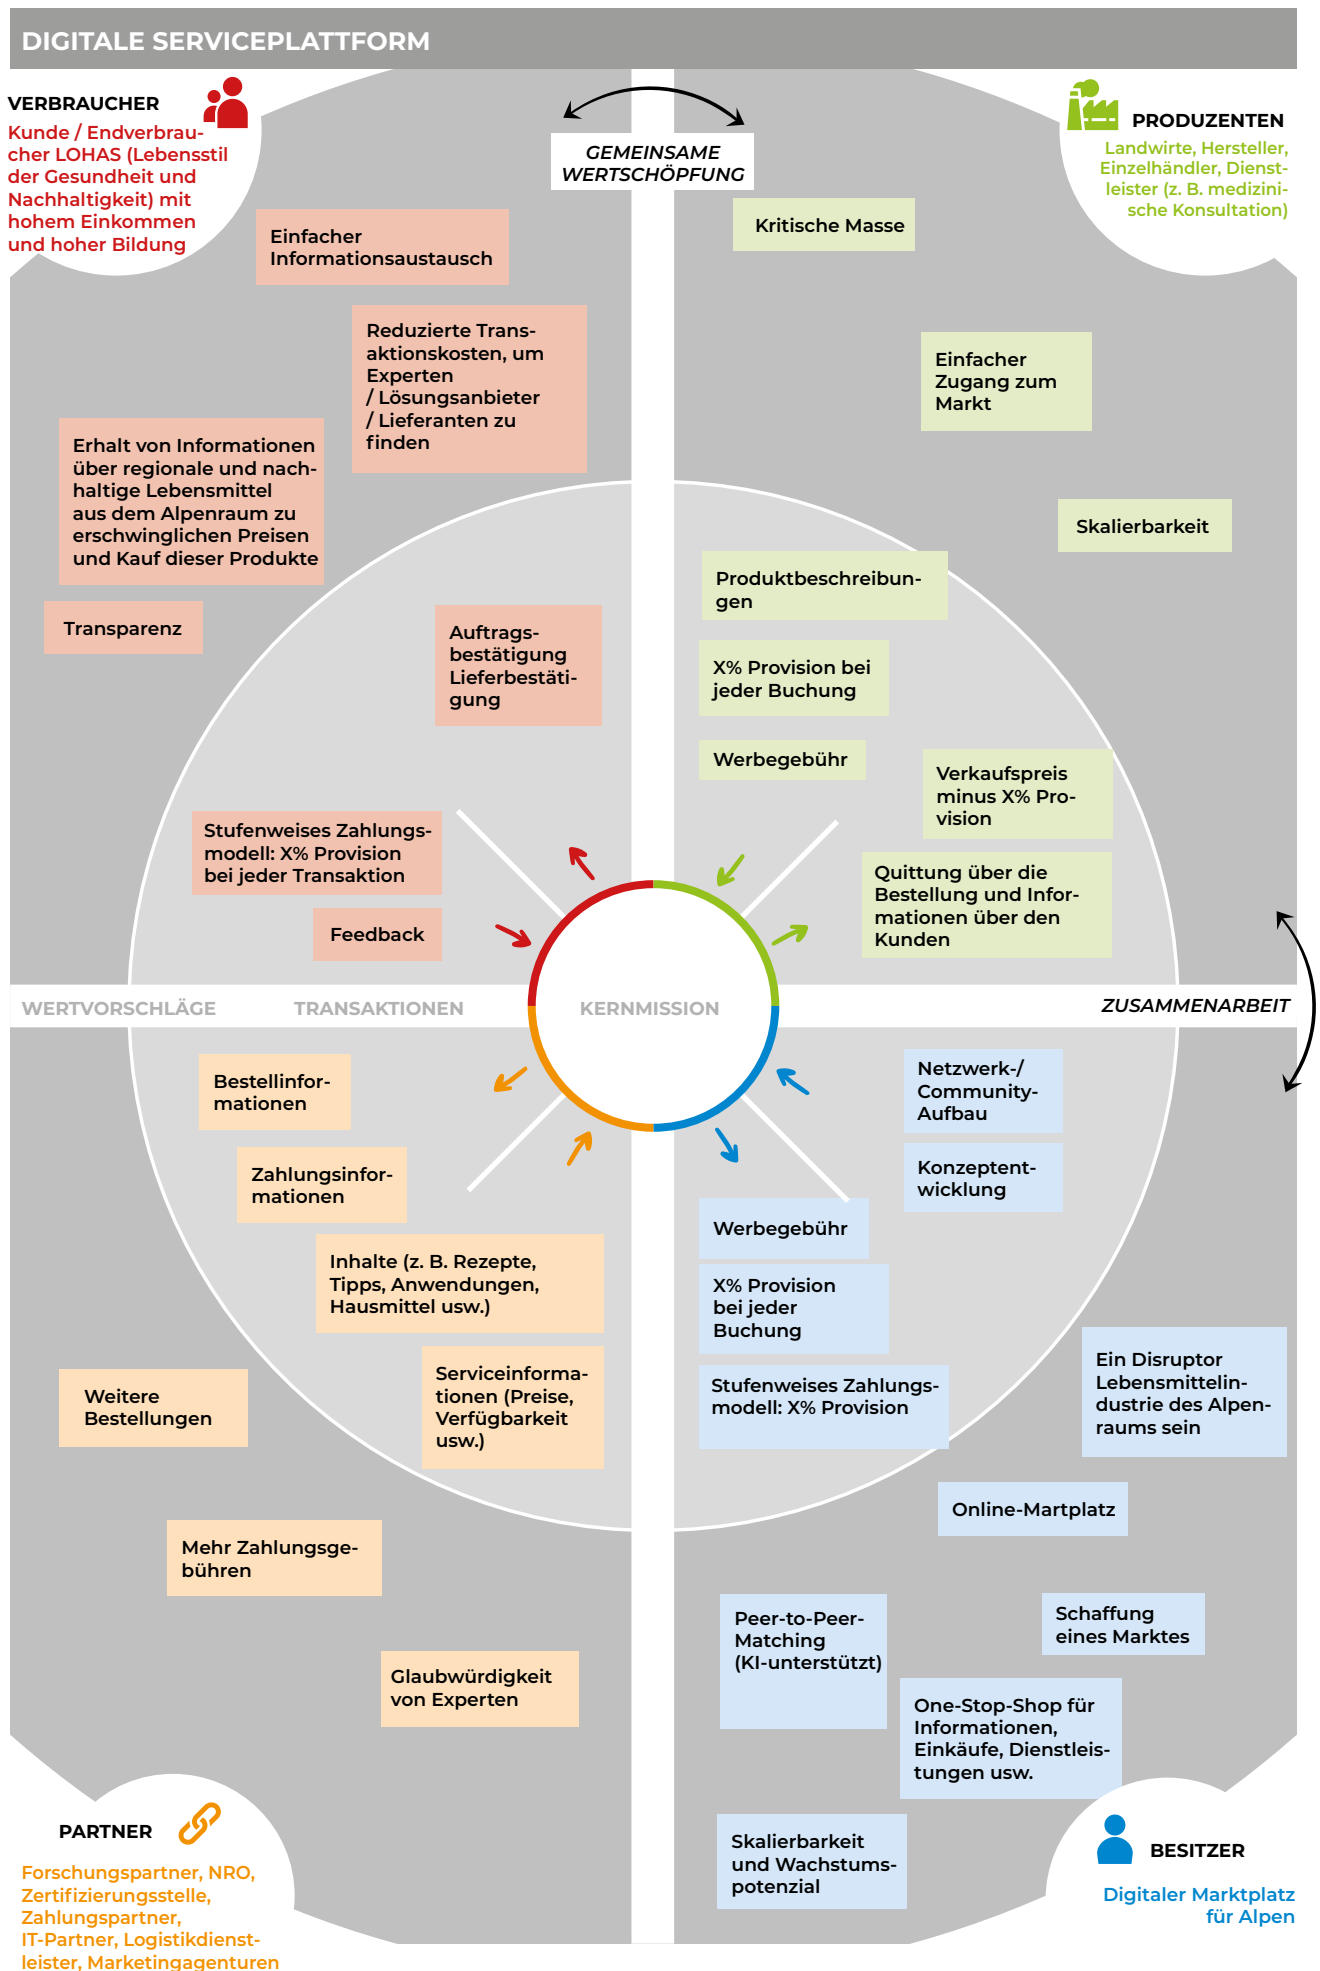 DIGITALE SERVICEPLATTFORM
VERBRAUCHER
Kunde / Endverbrau-
cher LOHAS (Lebensstil
der Gesundheit und
Nachhaltigkeit) mit
hohem Einkommen
und hoher Bildung
GEMEINSAME
WERTSCHÖPFUNG
PRODUZENTEN
Landwirte, Hersteller,
Einzelhändler, Dienst-
leister (z. B. medizini-
sche Konsultation)
Einfacher
Informationsaustausch
Reduzierte Trans-
aktionskosten, um
Experten
/ Lösungsanbieter
/ Lieferanten zu
finden
Erhalt von Informationen
über regionale und nach-
haltige Lebensmittel
aus dem Alpenraum zu
erschwinglichen Preisen
und Kauf dieser Produkte
Transparenz
Auftrags-
bestätigung
Lieferbestäti-
gung
Stufenweises Zahlungs-
modell: X% Provision
bei jeder Transaktion
Feedback
Kritische Masse
Einfacher
Zugang zum
Markt
Skalierbarkeit
Produktbeschreibun-
gen
X% Provision bei
jeder Buchung
Werbegebühr
Verkaufspreis
minus X% Pro-
vision
Quittung über die
Bestellung und Infor-
mationen über den
Kunden
WERTVORSCHLÄGE
TRANSAKTIONEN
KERNMISSION
ZUSAMMENARBEIT
Bestellinfor-
mationen
Zahlungsinfor-
mationen
Inhalte (z. B. Rezepte,
Tipps, Anwendungen,
Hausmittel usw.)
Serviceinforma-
tionen (Preise,
Verfügbarkeit
usw.)
Weitere
Bestellungen
Mehr Zahlungsge-
bühren
Glaubwürdigkeit
von Experten
Netzwerk-/
Community-
Aufbau
Konzeptent-
wicklung
Werbegebühr
X% Provision
bei jeder
Buchung
Stufenweises Zahlungs-
modell: X% Provision
Ein Disruptor
Lebensmittelin-
dustrie des Alpen-
raums sein
Online-Martplatz
Peer-to-Peer-
Matching
(KI-unterstützt)
Schaffung
eines Marktes
One-Stop-Shop für
Informationen,
Einkäufe, Dienstleis-
tungen usw.
Skalierbarkeit
und Wachstums-
potenzial
PARTNER
Forschungspartner, NRO,
Zertifizierungsstelle,
Zahlungspartner,
IT-Partner, Logistikdienst-
leister, Marketingagenturen
BESITZER
Digitaler Marktplatz
für Alpen